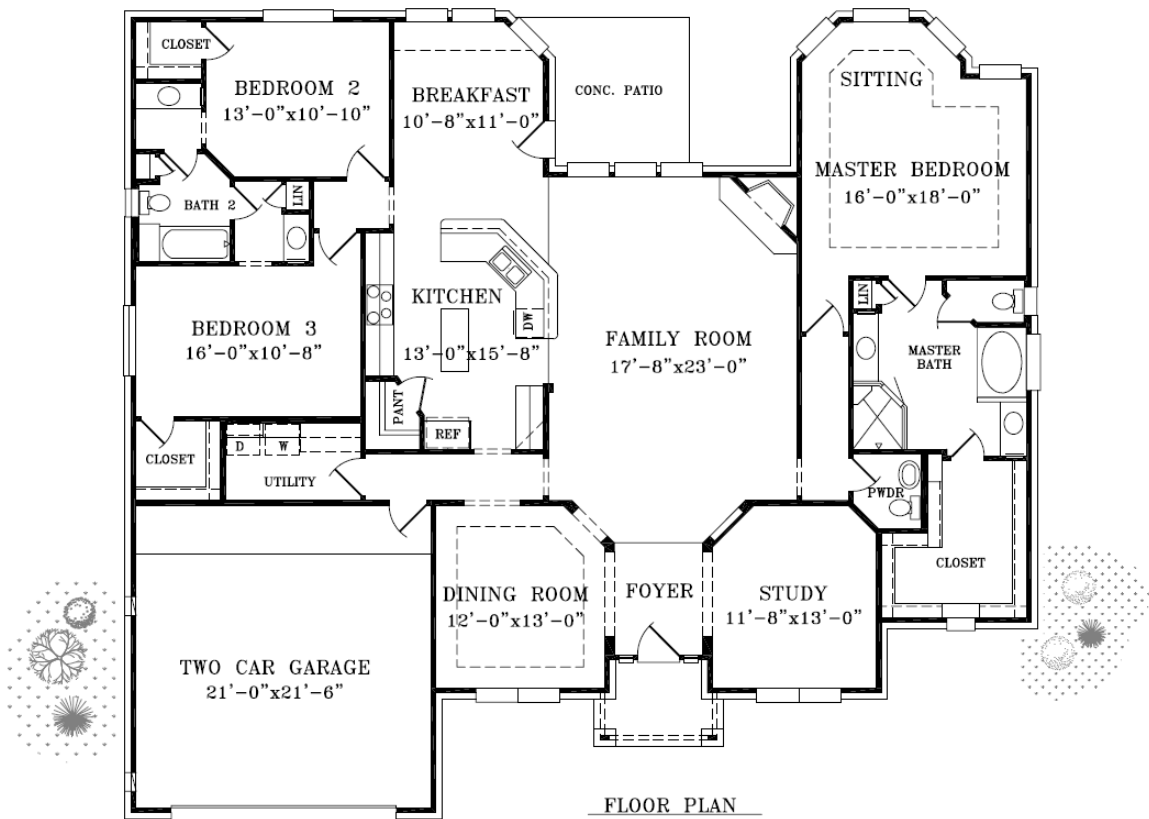 CLOSET
BEDROOM 2
13'-0"x10'-10"
BREAKFAST
10'-8"x11'-0"
CONC. PATIO
SITTING
MASTER BEDROOM
16'-0"x18'-0"
BATH 2
LIN
KITCHEN
13'-0"x15'-8"
DW
BEDROOM 3
16'-0"x10'-8"
FAMILY ROOM
17'-8"x23'-0"
LIN
MASTER
BATH
PANT
REF
CLOSET
D
W
UTILITY
PWDR
CLOSET
DINING ROOM
12'-0"x13'-0"
FOYER
STUDY
11'-8"x13'-0"
TWO CAR GARAGE
21'-0"x21'-6"
FLOOR PLAN